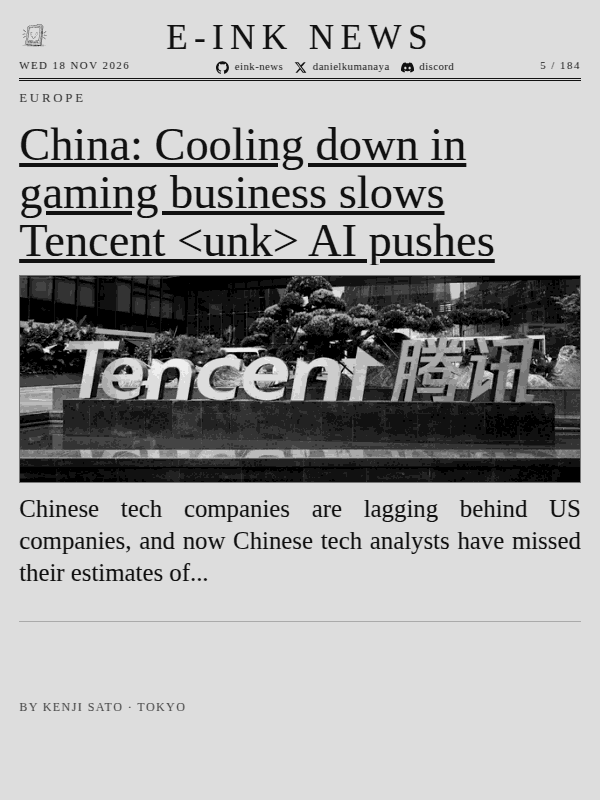 E-INK NEWS
WED 18 NOV 2026
eink-news danielkumanaya discord
5 / 184
EUROPE
China: Cooling down in
gaming business slows
Tencent <unk> AI pushes
Tencent 腾讯
Chinese tech companies are lagging behind US
companies, and now Chinese tech analysts have missed
their estimates of...
BY KENJI SATO · TOKYO